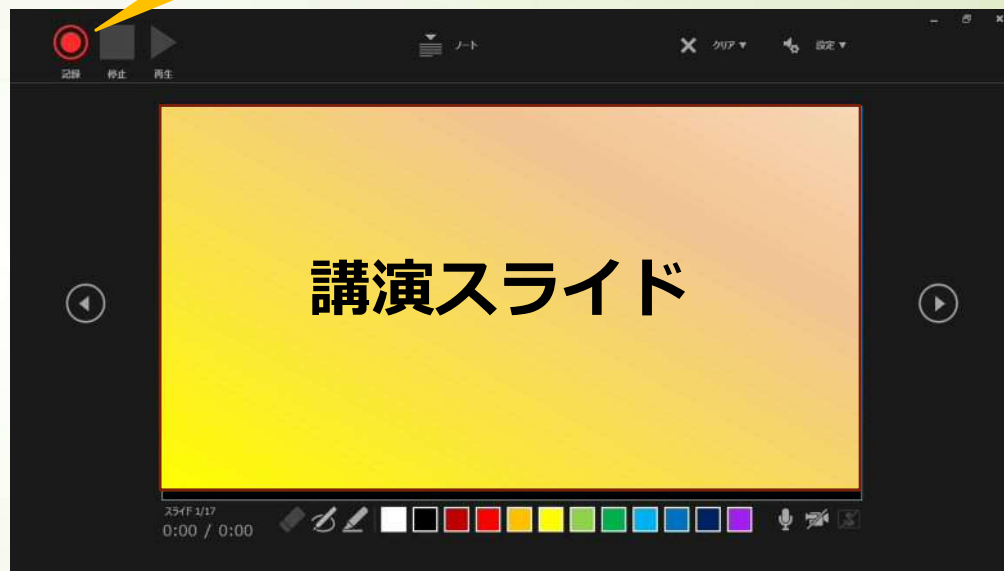 記録 停止 再生
ノート
クリア ▼
設定 ▼
講演スライド
スライド 1/17
0:00 / 0:00